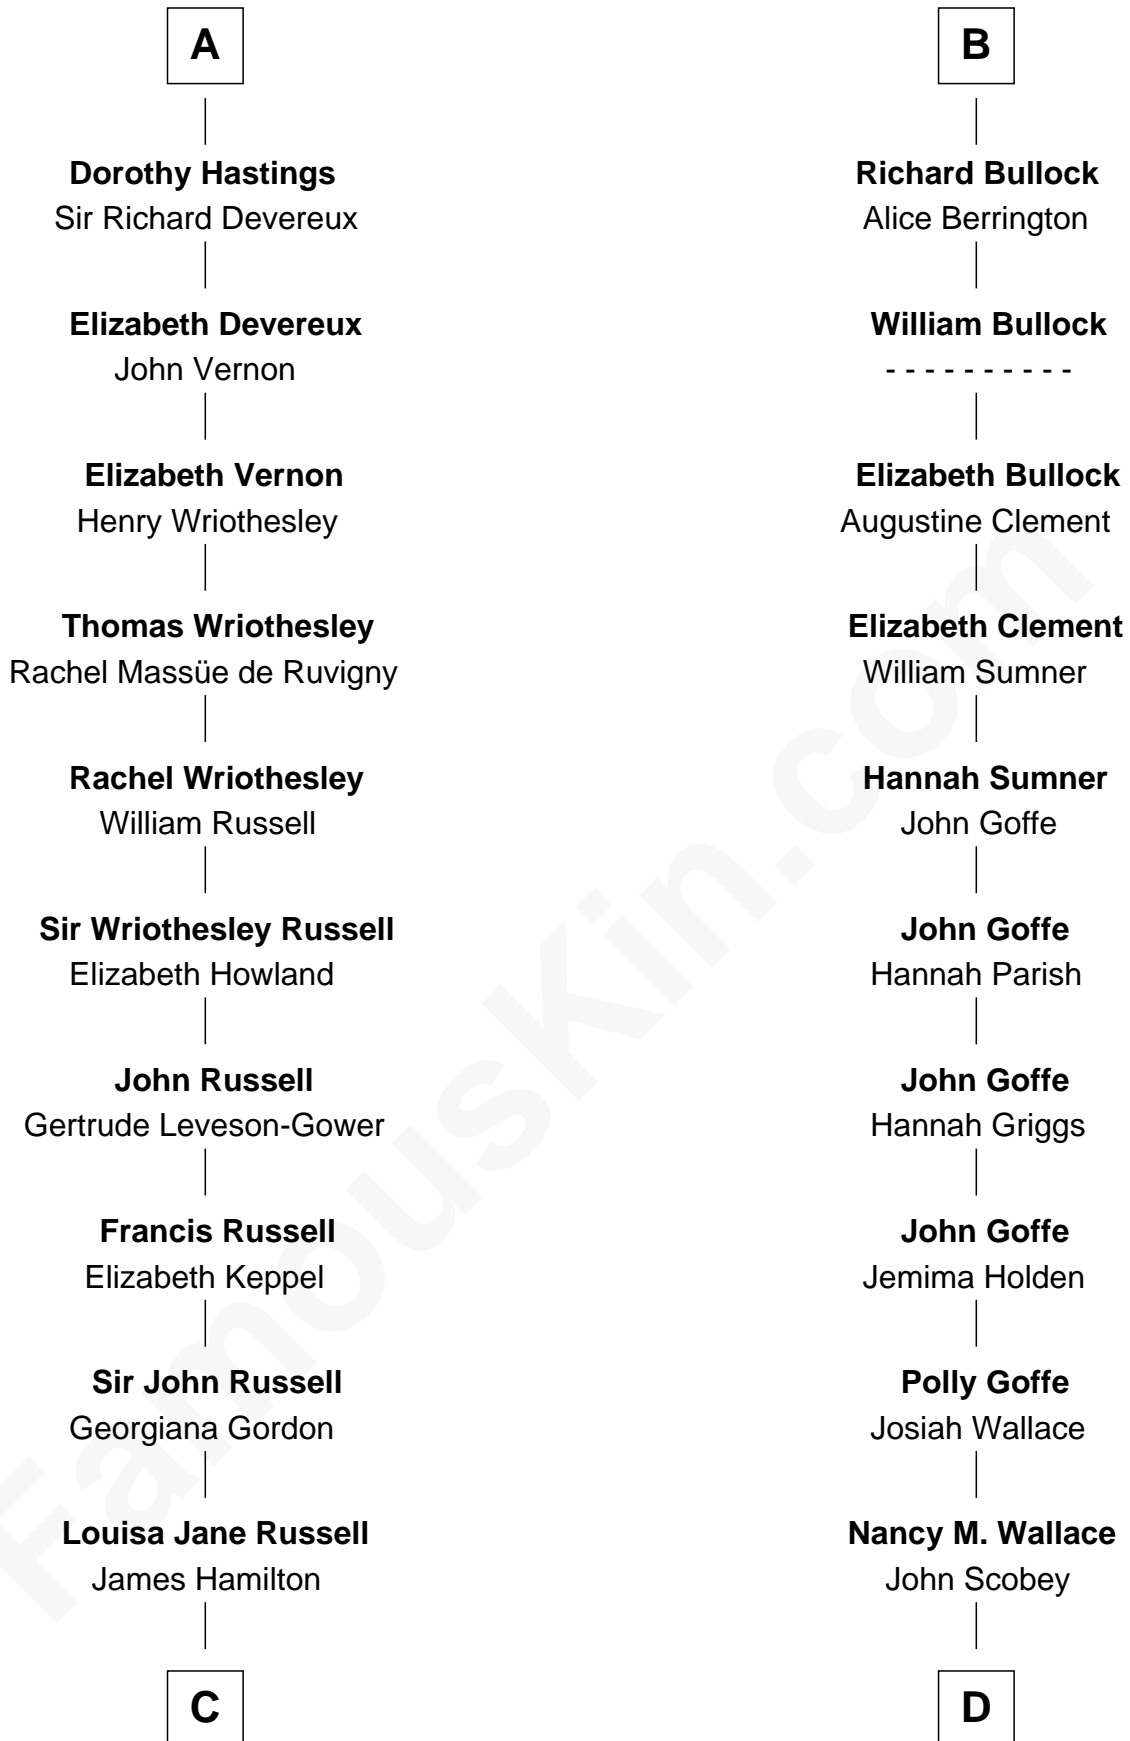 A
Dorothy Hastings
Sir Richard Devereux
Elizabeth Devereux
John Vernon
Elizabeth Vernon
Henry Wriothesley
Thomas Wriothesley
Rachel Massüe de Ruvigny
Rachel Wriothesley
William Russell
Sir Wriothesley Russell
Elizabeth Howland
John Russell
Gertrude Leveson-Gower
Francis Russell
Elizabeth Keppel
Sir John Russell
Georgiana Gordon
Louisa Jane Russell
James Hamilton
C
B
Richard Bullock
Alice Berrington
William Bullock
- - - - - - - - - -
Elizabeth Bullock
Augustine Clement
Elizabeth Clement
William Sumner
Hannah Sumner
John Goffe
John Goffe
Hannah Parish
John Goffe
Hannah Griggs
John Goffe
Jemima Holden
Polly Goffe
Josiah Wallace
Nancy M. Wallace
John Scobey
D
FamousKin.com